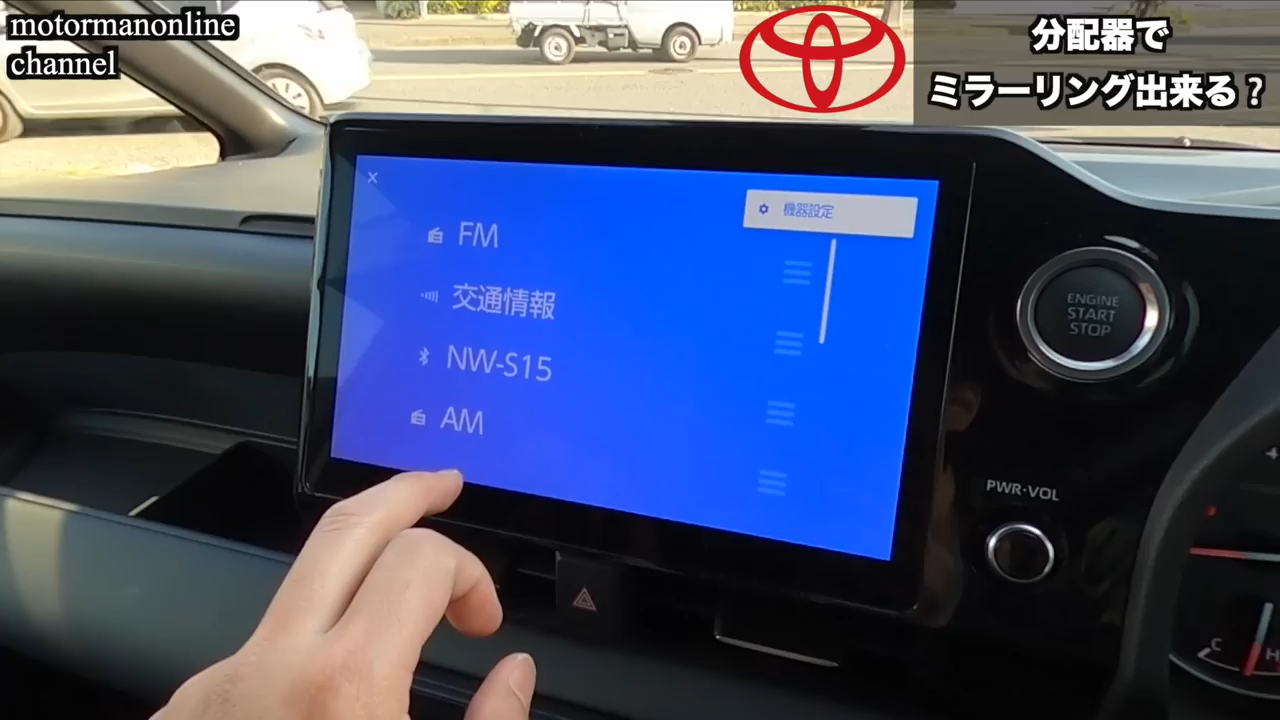 motormanonline
channel
分配器で
ミラーリング出来る？
×
機器設定
FM
交通情報
NW-S15
AM
ENGINE
START
STOP
PWR・VOL
C
H